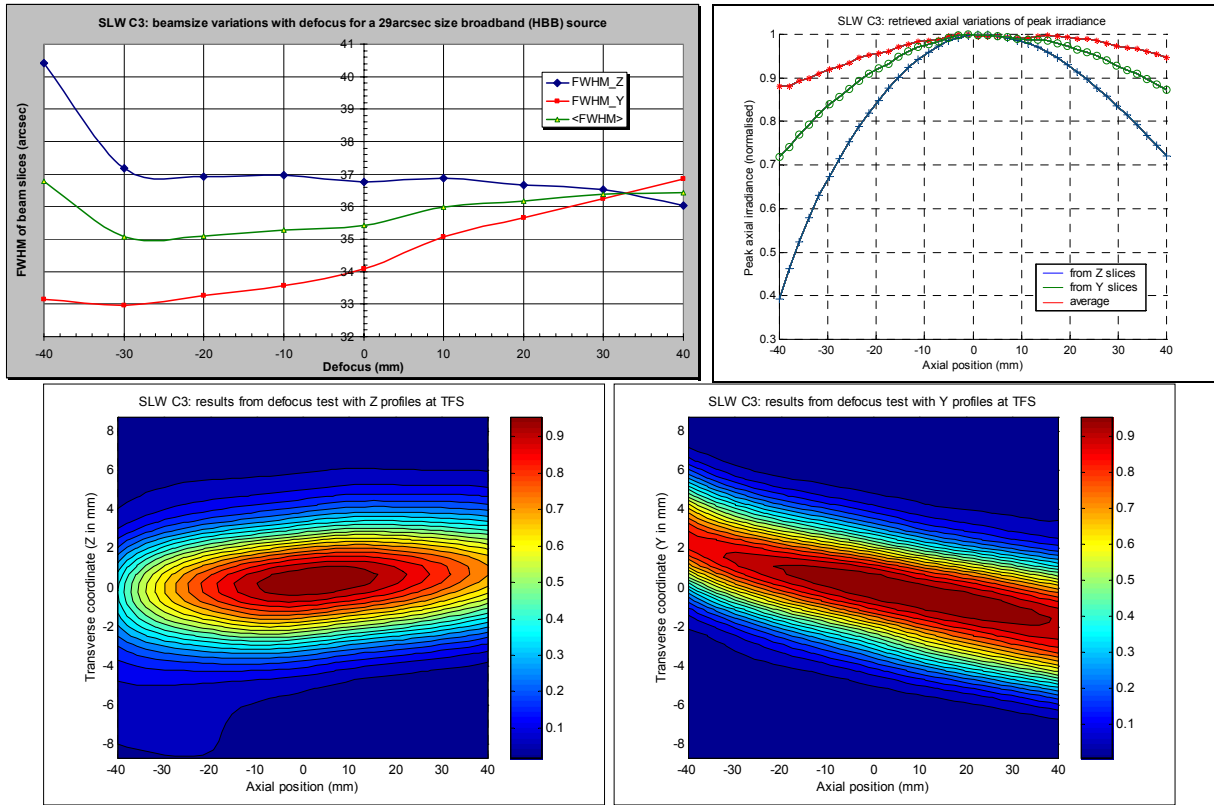 SLW C3: beamsize variations with defocus for a 29arcsec size broadband (HBB) source
41
40
39
38
37
36
35
34
33
32
FWHM of beam slices (arcsec)
-40 -30 -20 -10 0 10 20 30 40
Defocus (mm)
FWHM_Z
FWHM_Y
<FWHM>
SLW C3: retrieved axial variations of peak irradiance
1
0.9
0.8
0.7
0.6
0.5
0.4
0.3
Peak axial irradiance (normalised)
-40 -30 -20 -10 0 10 20 30 40
Axial position (mm)
from Z slices
from Y slices
average
SLW C3: results from defocus test with Z profiles at TFS
8
6
4
2
0
-2
-4
-6
-8
Transverse coordinate (Z in mm)
-40 -30 -20 -10 0 10 20 30 40
Axial position (mm)
0.9
0.8
0.7
0.6
0.5
0.4
0.3
0.2
0.1
SLW C3: results from defocus test with Y profiles at TFS
8
6
4
2
0
-2
-4
-6
-8
Transverse coordinate (Y in mm)
-40 -30 -20 -10 0 10 20 30 40
Axial position (mm)
0.9
0.8
0.7
0.6
0.5
0.4
0.3
0.2
0.1